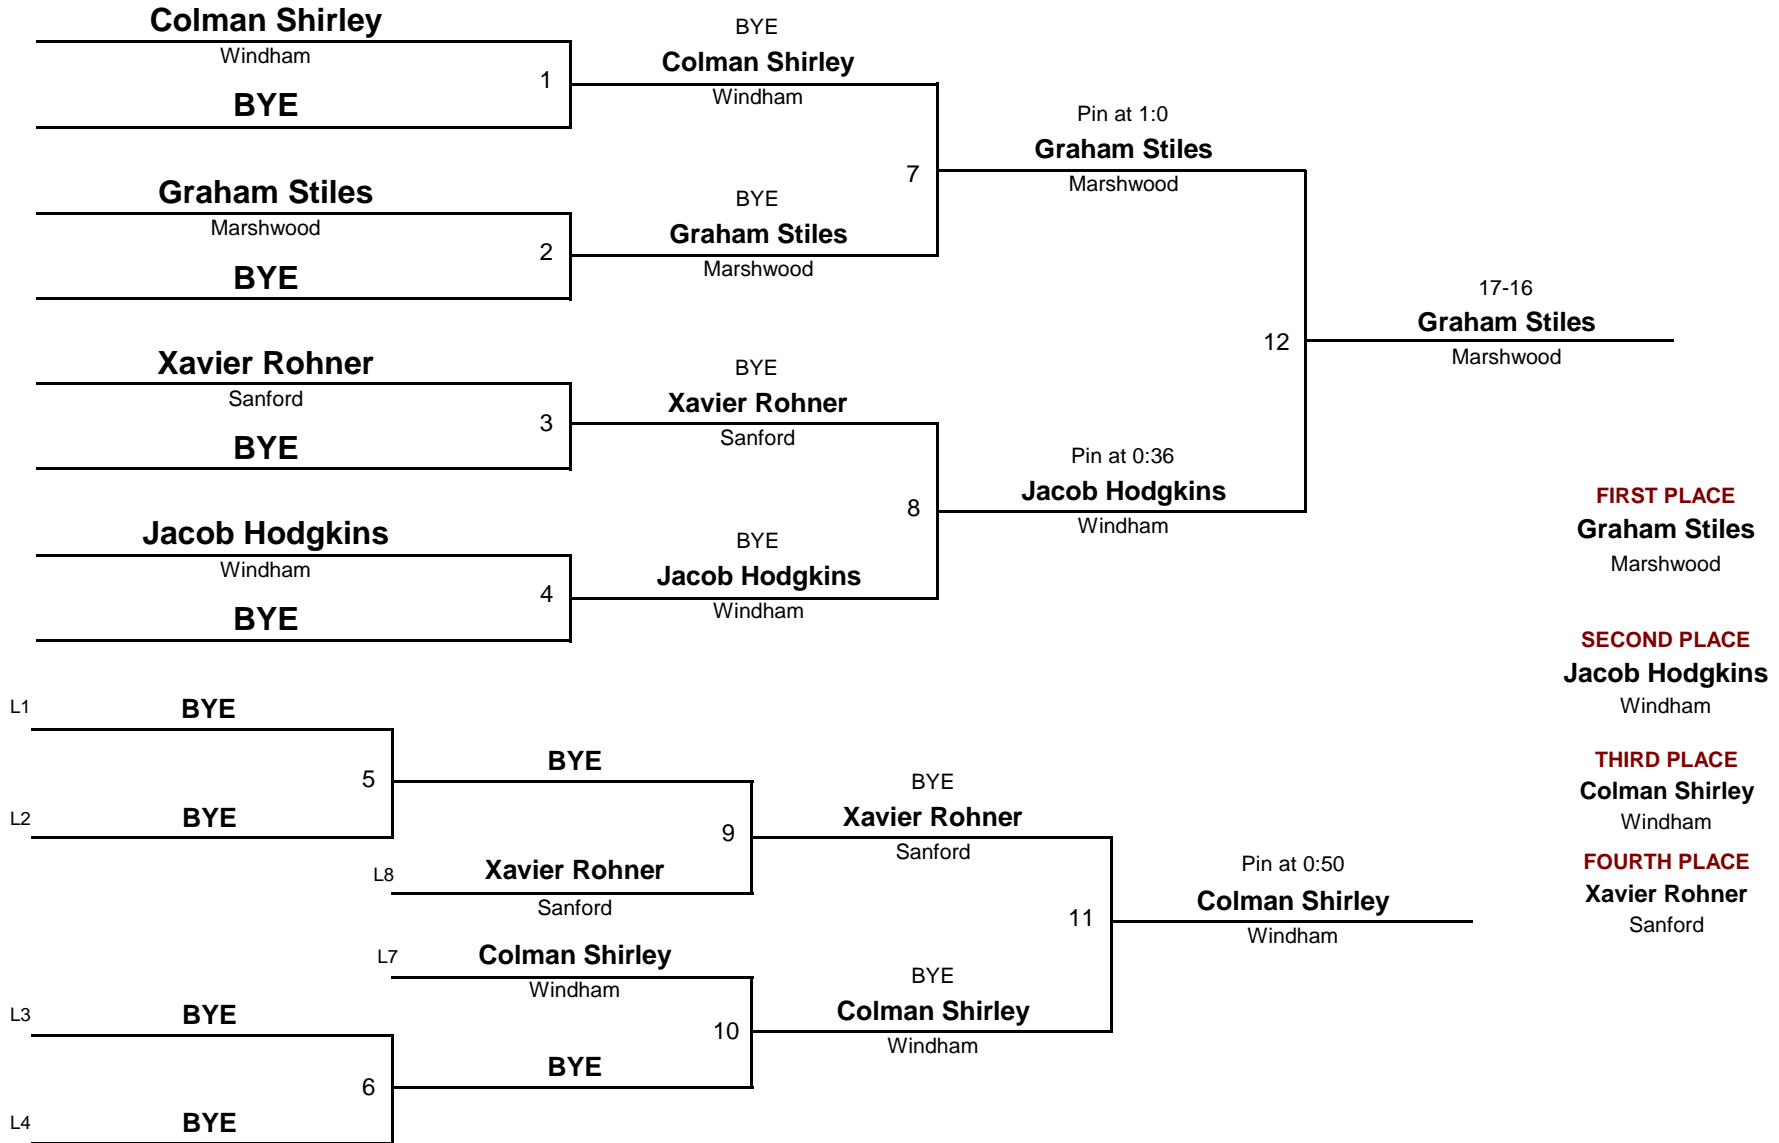 Colman Shirley
Windham
1
BYE
BYE
Colman Shirley
Windham
Graham Stiles
Marshwood
2
BYE
BYE
Graham Stiles
Marshwood
7
Pin at 1:0
Graham Stiles
Marshwood
Xavier Rohner
Sanford
3
BYE
BYE
Xavier Rohner
Sanford
Jacob Hodgkins
Windham
4
BYE
BYE
Jacob Hodgkins
Windham
8
Pin at 0:36
Jacob Hodgkins
Windham
12
17-16
Graham Stiles
Marshwood
FIRST PLACE
Graham Stiles
Marshwood
SECOND PLACE
Jacob Hodgkins
Windham
THIRD PLACE
Colman Shirley
Windham
FOURTH PLACE
Xavier Rohner
Sanford
L1
BYE
5
L2
BYE
BYE
9
L8
Xavier Rohner
Sanford
BYE
Xavier Rohner
Sanford
L7
Colman Shirley
Windham
10
L3
BYE
6
L4
BYE
BYE
BYE
Colman Shirley
Windham
11
Pin at 0:50
Colman Shirley
Windham